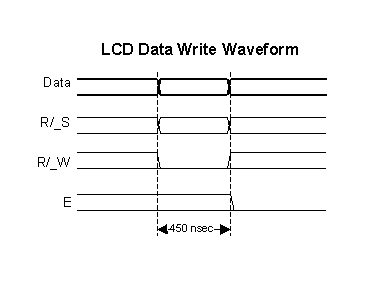 LCD Data Write Waveform
Data
R/_S
R/_W
E
450 nsec